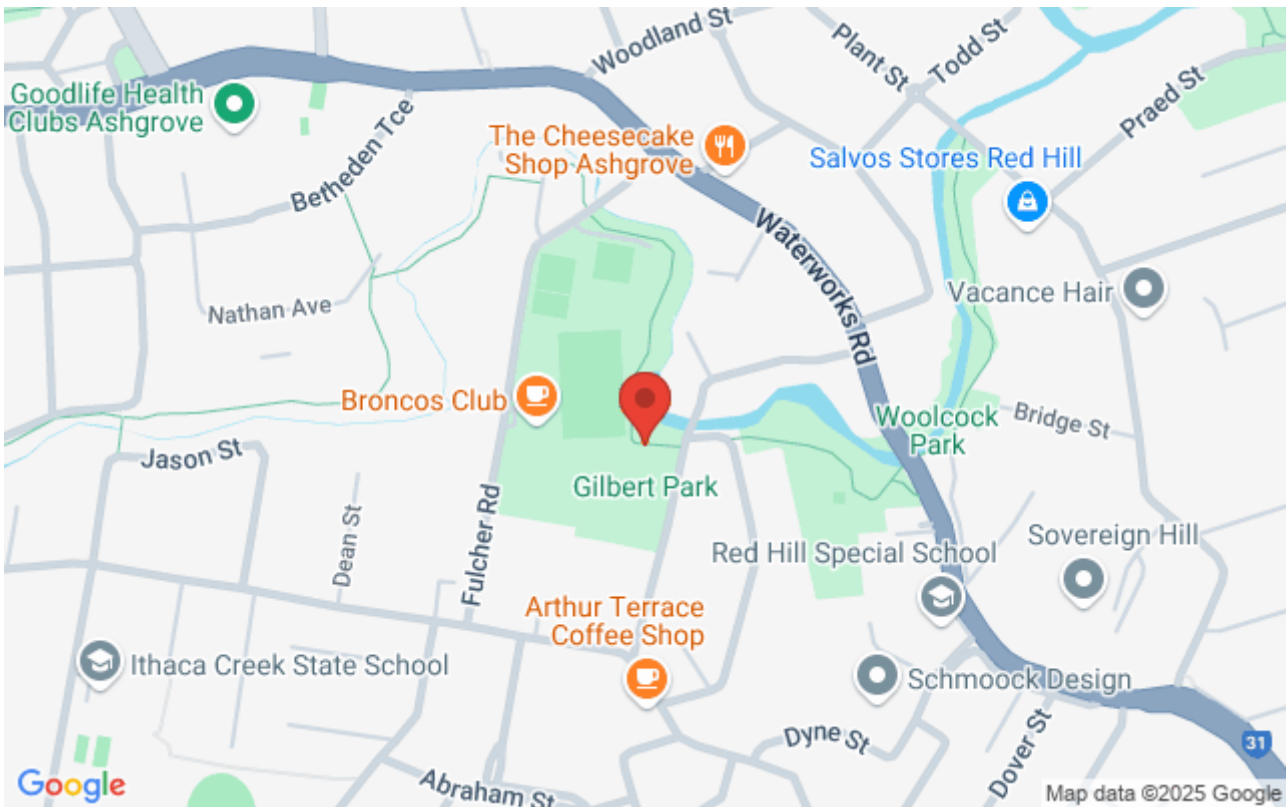 Woodland St
Plant St
Todd St
Goodlife Health
Clubs Ashgrove
Betheden Tce
The Cheesecake
Shop Ashgrove
Praed St
Salvos Stores Red Hill
Waterworks Rd
Vacance Hair
Nathan Ave
Broncos Club
Woolcock
Park
Bridge St
Jason St
Gilbert Park
Dean St
Fulcher Rd
Red Hill Special School
Sovereign Hill
Arthur Terrace
Coffee Shop
Ithaca Creek State School
Schmoock Design
Dyne St
Dover St
31
Abraham St
Google
Map data ©2025 Google